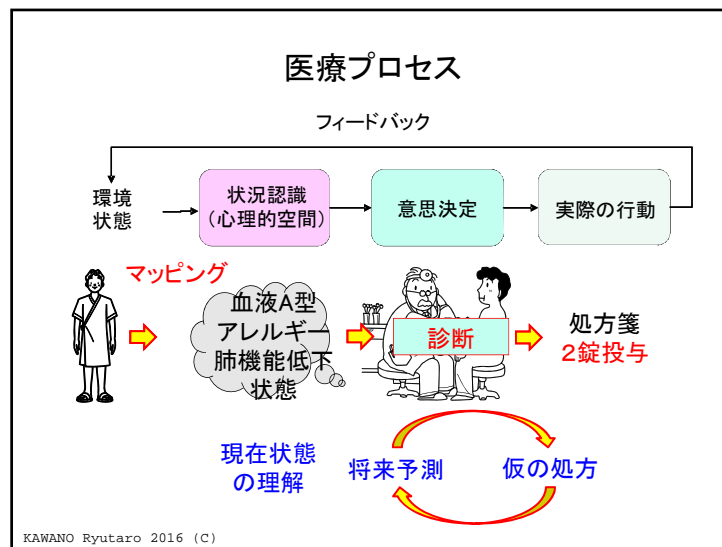 医療プロセス
フィードバック
環境
状態
状況認識
(心理的空間)
意思決定
実際の行動
マッピング
血液A型
アレルギー
肺機能低下
状態
診断
処方箋
2錠投与
現在状態
の理解
将来予測
仮の処方
KAWANO Ryutaro 2016 (C)